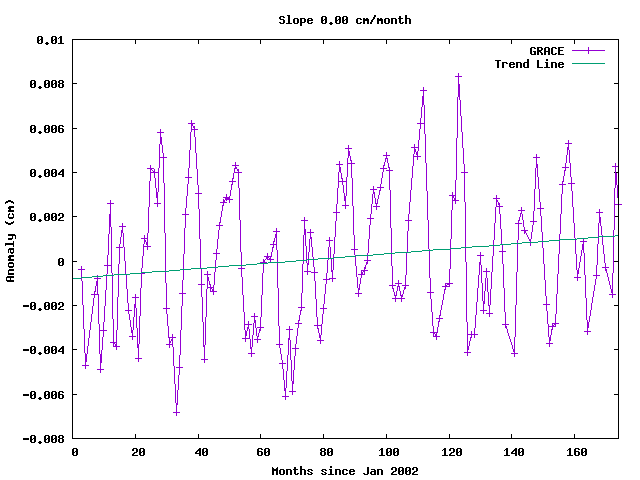 Slope 0.00 cm/month
0.01
0.008
0.006
0.004
0.002
0
-0.002
-0.004
-0.006
-0.008
Anomaly (cm)
GRACE
Trend Line
0 20 40 60 80 100 120 140 160
Months since Jan 2002